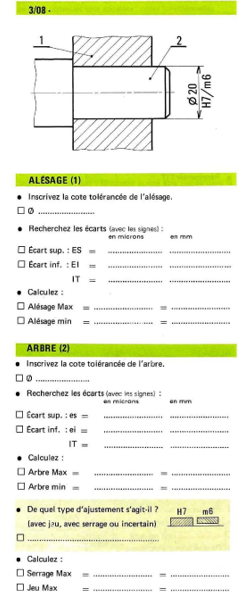 3/08 -
1
2
Ø 20
H7/m6
ALÉSAGE (1)
• Inscrivez la cote tolérancée de l'alésage.
☐ Ø ........................
• Recherchez les écarts (avec les signes) :
en microns en mm
☐ Écart sup. : ES = ........................ ........................
☐ Écart inf. : EI = ........................ ........................
IT = ........................ ........................
• Calculez :
☐ Alésage Max = ........................ = ........................
☐ Alésage min = ........................ = ........................
ARBRE (2)
• Inscrivez la cote tolérancée de l'arbre.
☐ Ø ........................
• Recherchez les écarts (avec les signes) :
en microns en mm
☐ Écart sup. : es = ........................ ........................
☐ Écart inf. : ei = ........................ ........................
IT = ........................ ........................
• Calculez :
☐ Arbre Max = ........................ = ........................
☐ Arbre min = ........................ = ........................
• De quel type d'ajustement s'agit-il ? H7 m6
(avec jeu, avec serrage ou incertain)
☐ ................................................
• Calculez :
☐ Serrage Max = ........................ = ........................
☐ Jeu Max = ........................ = ........................